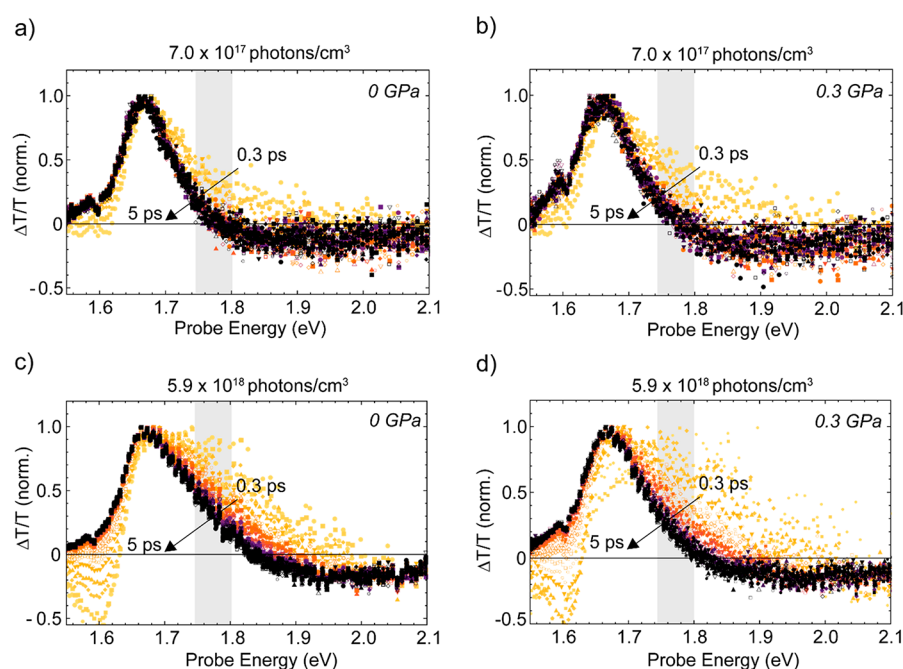 a)
7.0 x 10¹⁷ photons/cm³
0 GPa
1.0
0.5
0
-0.5
ΔT/T (norm.)
0.3 ps
5 ps
1.6 1.7 1.8 1.9 2.0 2.1
Probe Energy (eV)
b)
7.0 x 10¹⁷ photons/cm³
0.3 GPa
1.0
0.5
0
-0.5
ΔT/T (norm.)
0.3 ps
5 ps
1.6 1.7 1.8 1.9 2.0 2.1
Probe Energy (eV)
c)
5.9 x 10¹⁸ photons/cm³
0 GPa
1.0
0.5
0
-0.5
ΔT/T (norm.)
0.3 ps
5 ps
1.6 1.7 1.8 1.9 2.0 2.1
Probe Energy (eV)
d)
5.9 x 10¹⁸ photons/cm³
0.3 GPa
1.0
0.5
0
-0.5
ΔT/T (norm.)
0.3 ps
5 ps
1.6 1.7 1.8 1.9 2.0 2.1
Probe Energy (eV)